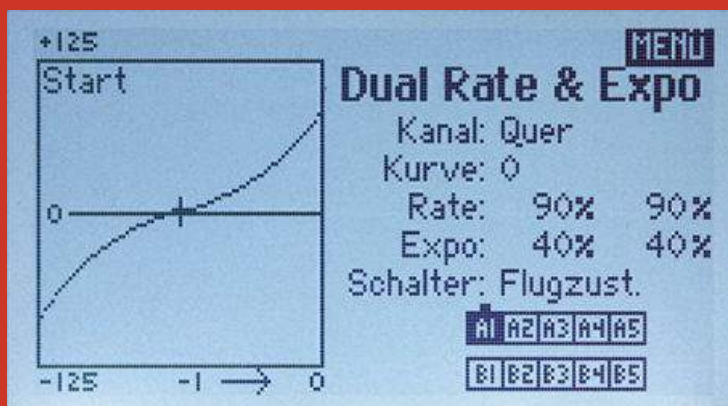 +125
MENÜ
Start
Dual Rate & Expo
Kanal: Quer
Kurve: 0
0
Rate: 90% 90%
Expo: 40% 40%
Schalter: Flugzust.
A1 A2 A3 A4 A5
B1 B2 B3 B4 B5
-125 -1 → 0